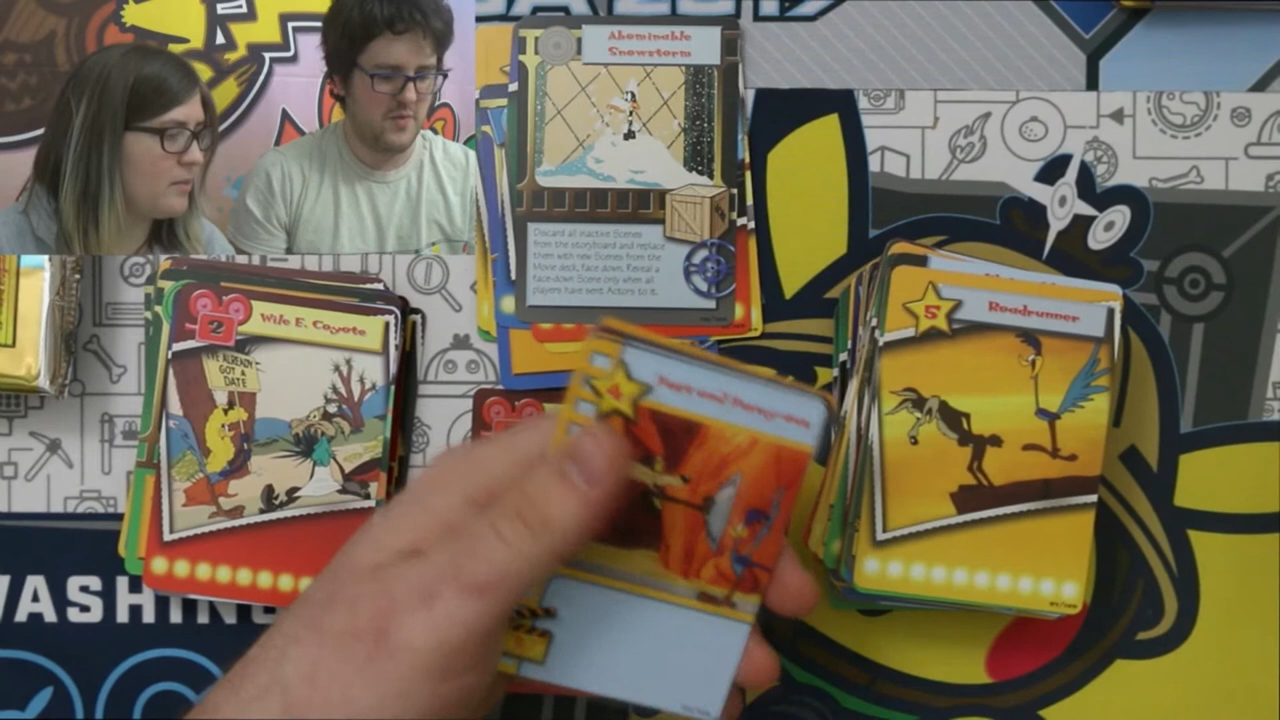 Abominable
Snowstorm
Discard all inactive Scenes
from the storyboard and replace
them with new Scenes from the
Movie deck, face down. Reveal a
face-down Scene only when all
players have sent Actors to it.
2
Wile E. Coyote
I'VE ALREADY
GOT A
DATE
5
Roadrunner
4
WASHING